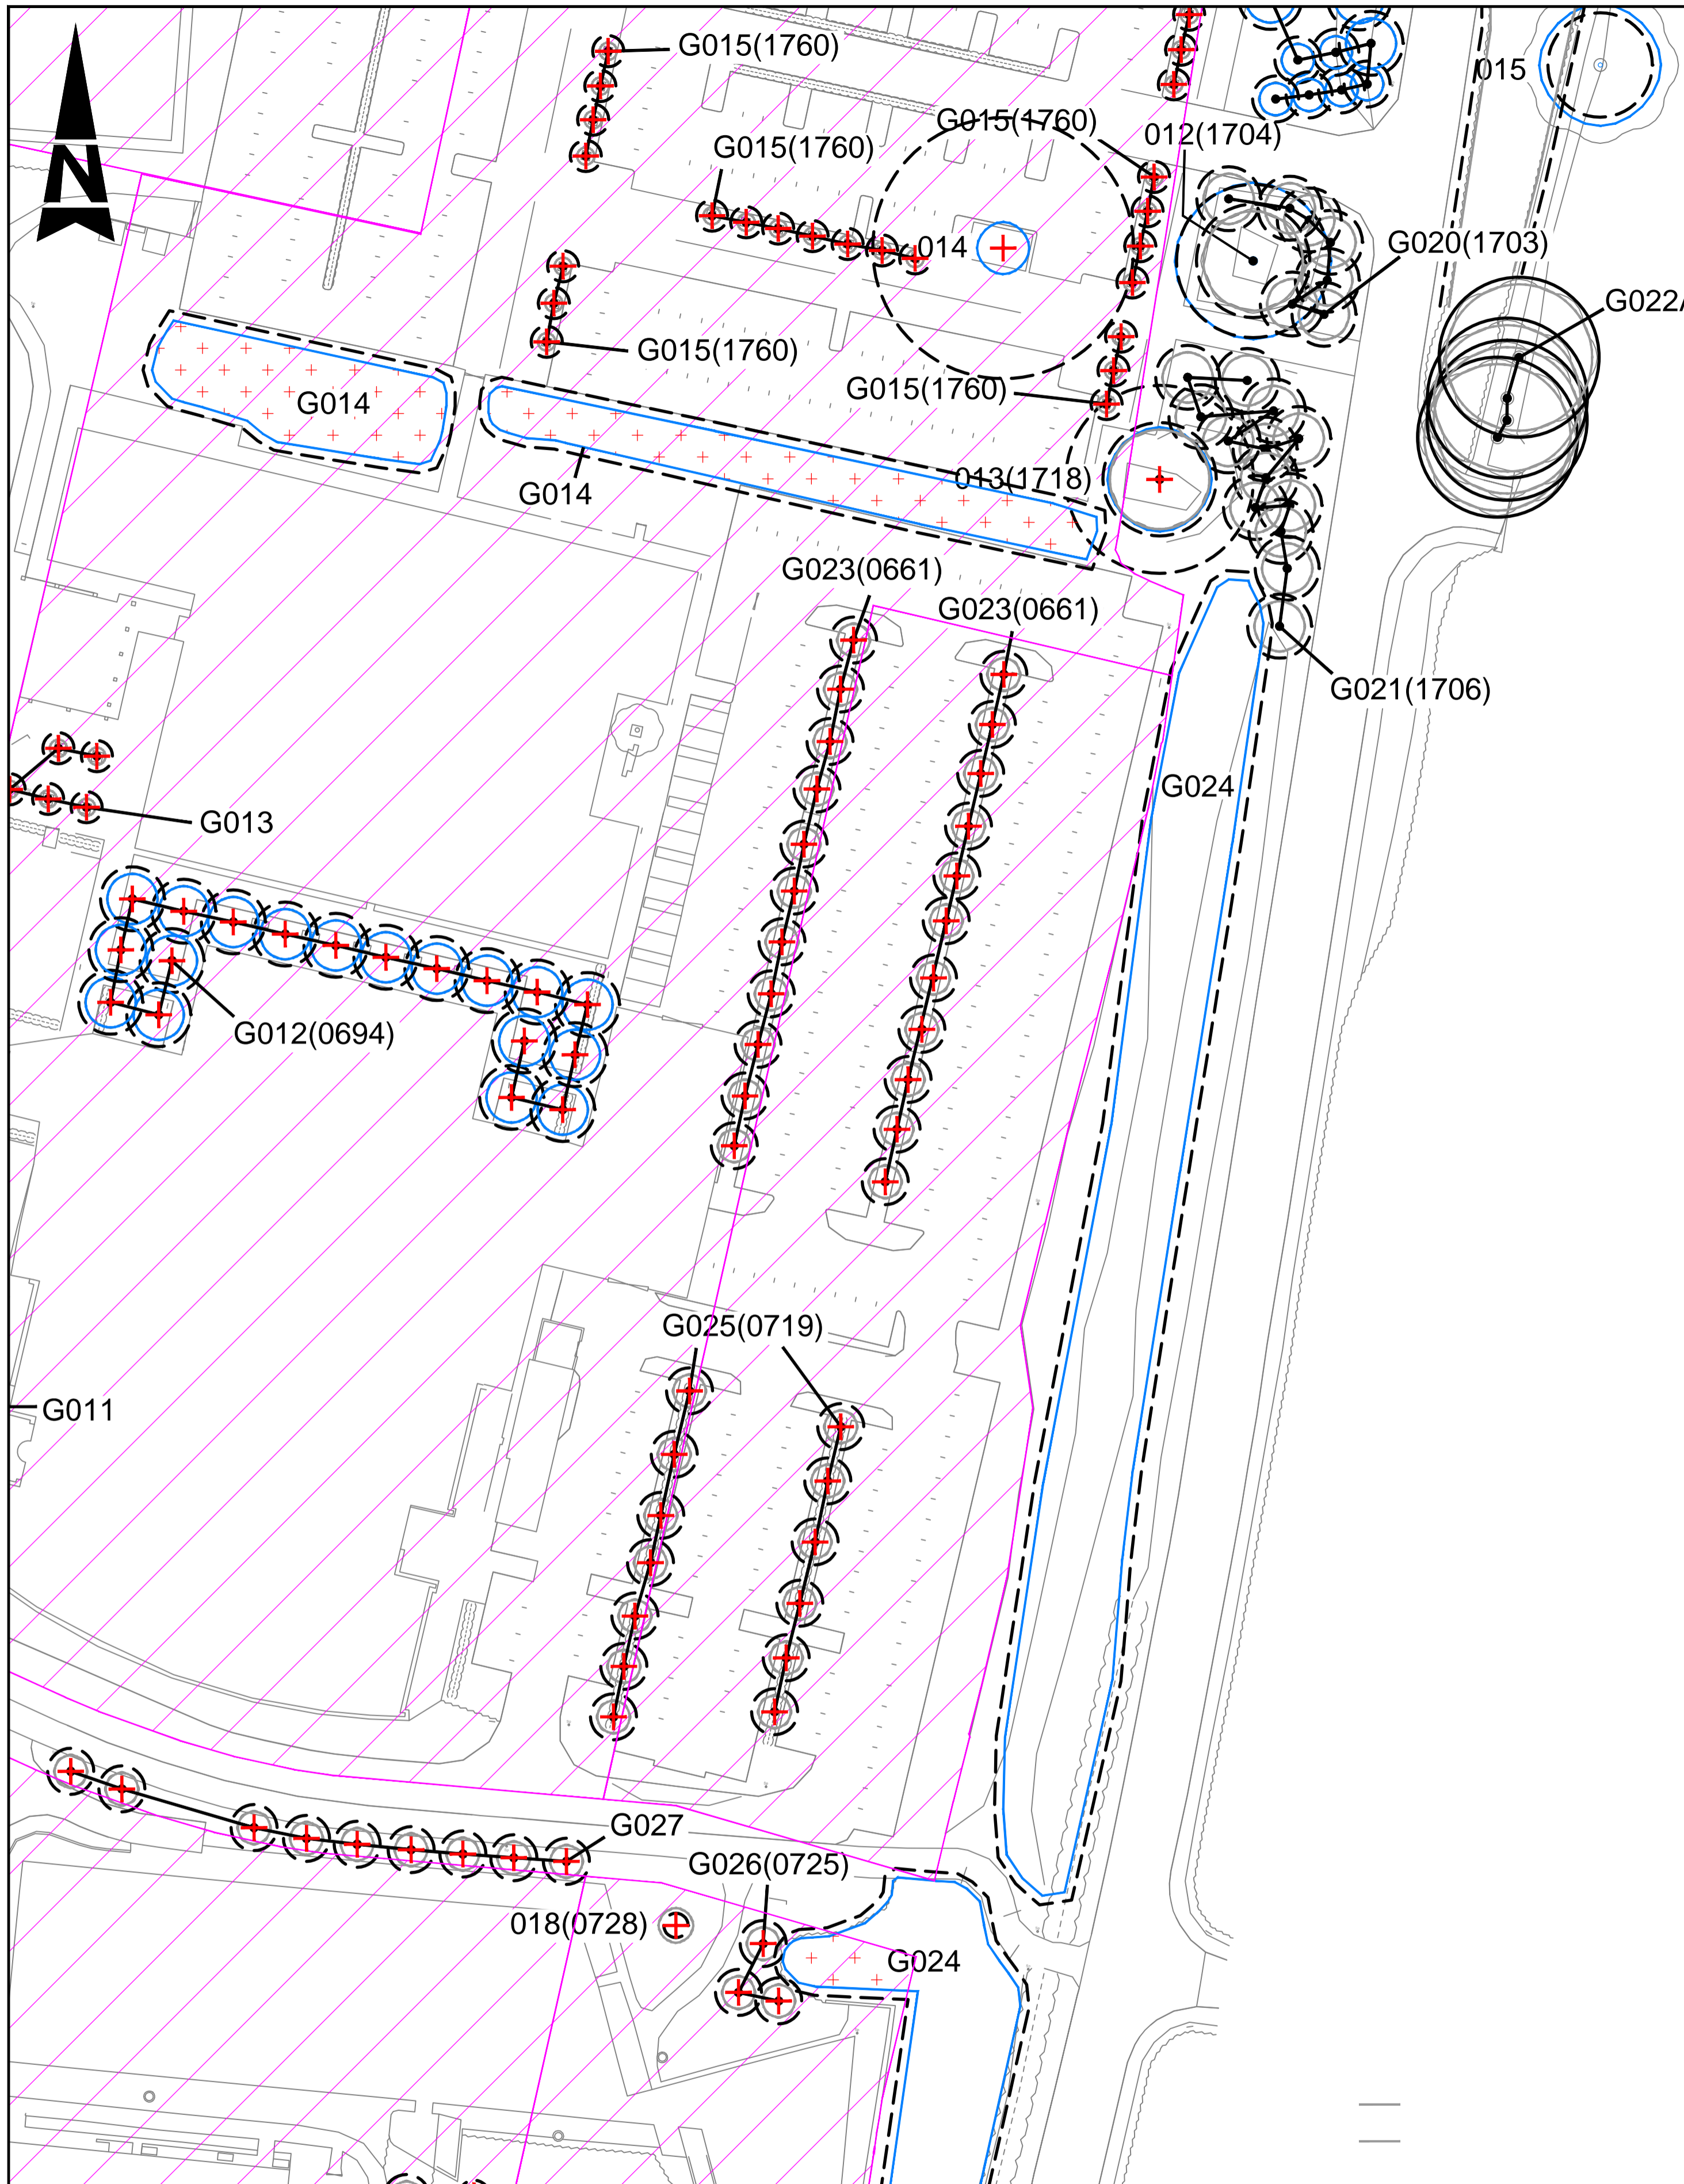 G015(1760)
N
015
G015(1760)
012(1704)
G015(1760)
G020(1703)
014
G022A
G015(1760)
G015(1760)
G014
013(1718)
G014
G023(0661)
G023(0661)
G021(1706)
G024
G013
G012(0694)
G025(0719)
G011
G027
G026(0725)
018(0728)
G024